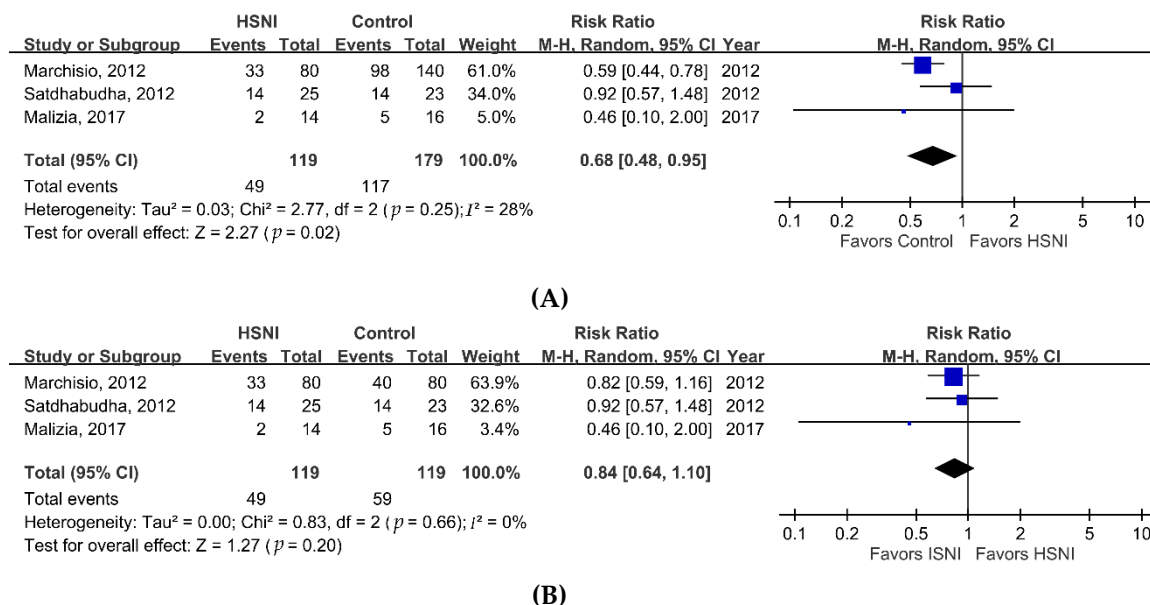 HSNI Control Risk Ratio Risk Ratio
Study or Subgroup Events Total Events Total Weight M-H, Random, 95% CI Year M-H, Random, 95% CI
Marchisio, 2012 33 80 98 140 61.0% 0.59 [0.44, 0.78] 2012
Satdhabudha, 2012 14 25 14 23 34.0% 0.92 [0.57, 1.48] 2012
Malizia, 2017 2 14 5 16 5.0% 0.46 [0.10, 2.00] 2017
Total (95% CI) 119 179 100.0% 0.68 [0.48, 0.95]
Total events 49 117
Heterogeneity: Tau² = 0.03; Chi² = 2.77, df = 2 (p = 0.25); I² = 28%
Test for overall effect: Z = 2.27 (p = 0.02)
0.1 0.2 0.5 1 2 5 10
Favors Control Favors HSNI
(A)
HSNI Control Risk Ratio Risk Ratio
Study or Subgroup Events Total Events Total Weight M-H, Random, 95% CI Year M-H, Random, 95% CI
Marchisio, 2012 33 80 40 80 63.9% 0.82 [0.59, 1.16] 2012
Satdhabudha, 2012 14 25 14 23 32.6% 0.92 [0.57, 1.48] 2012
Malizia, 2017 2 14 5 16 3.4% 0.46 [0.10, 2.00] 2017
Total (95% CI) 119 119 100.0% 0.84 [0.64, 1.10]
Total events 49 59
Heterogeneity: Tau² = 0.00; Chi² = 0.83, df = 2 (p = 0.66); I² = 0%
Test for overall effect: Z = 1.27 (p = 0.20)
0.1 0.2 0.5 1 2 5 10
Favors ISNI Favors HSNI
(B)